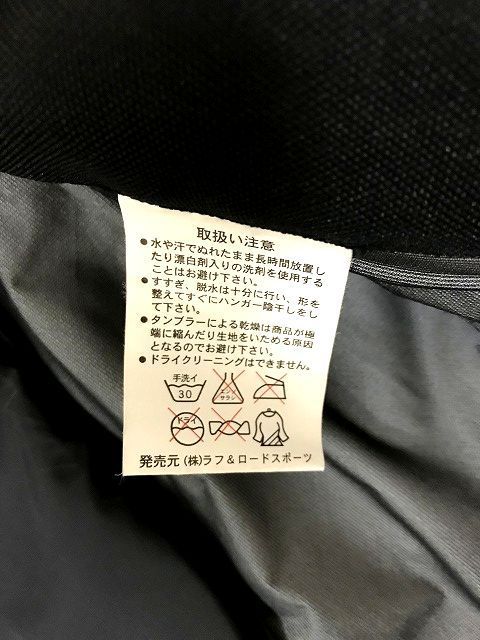 取扱い注意
●水や汗でぬれたまま長時間放置し
たり漂白剤入りの洗剤を使用する
ことはお避け下さい。
●すすぎ、脱水は十分に行い、形を
整えてすぐにハンガー陰干しをし
て下さい。
●タンブラーによる乾燥は商品が極
端に縮んだり生地をいためる原因
となるのでお避け下さい。
●ドライクリーニングはできません。
手洗イ
30
エンソ
サラシ
ドライ
発売元 (株)ラフ&ロードスポーツ